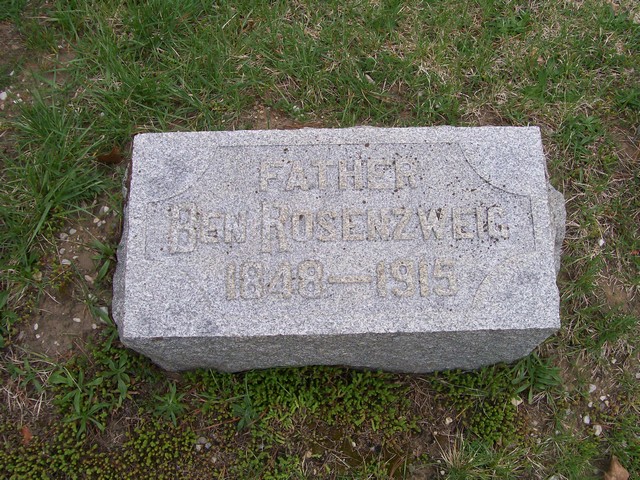 FATHER
BEN ROSENZWEIG
1848—1915